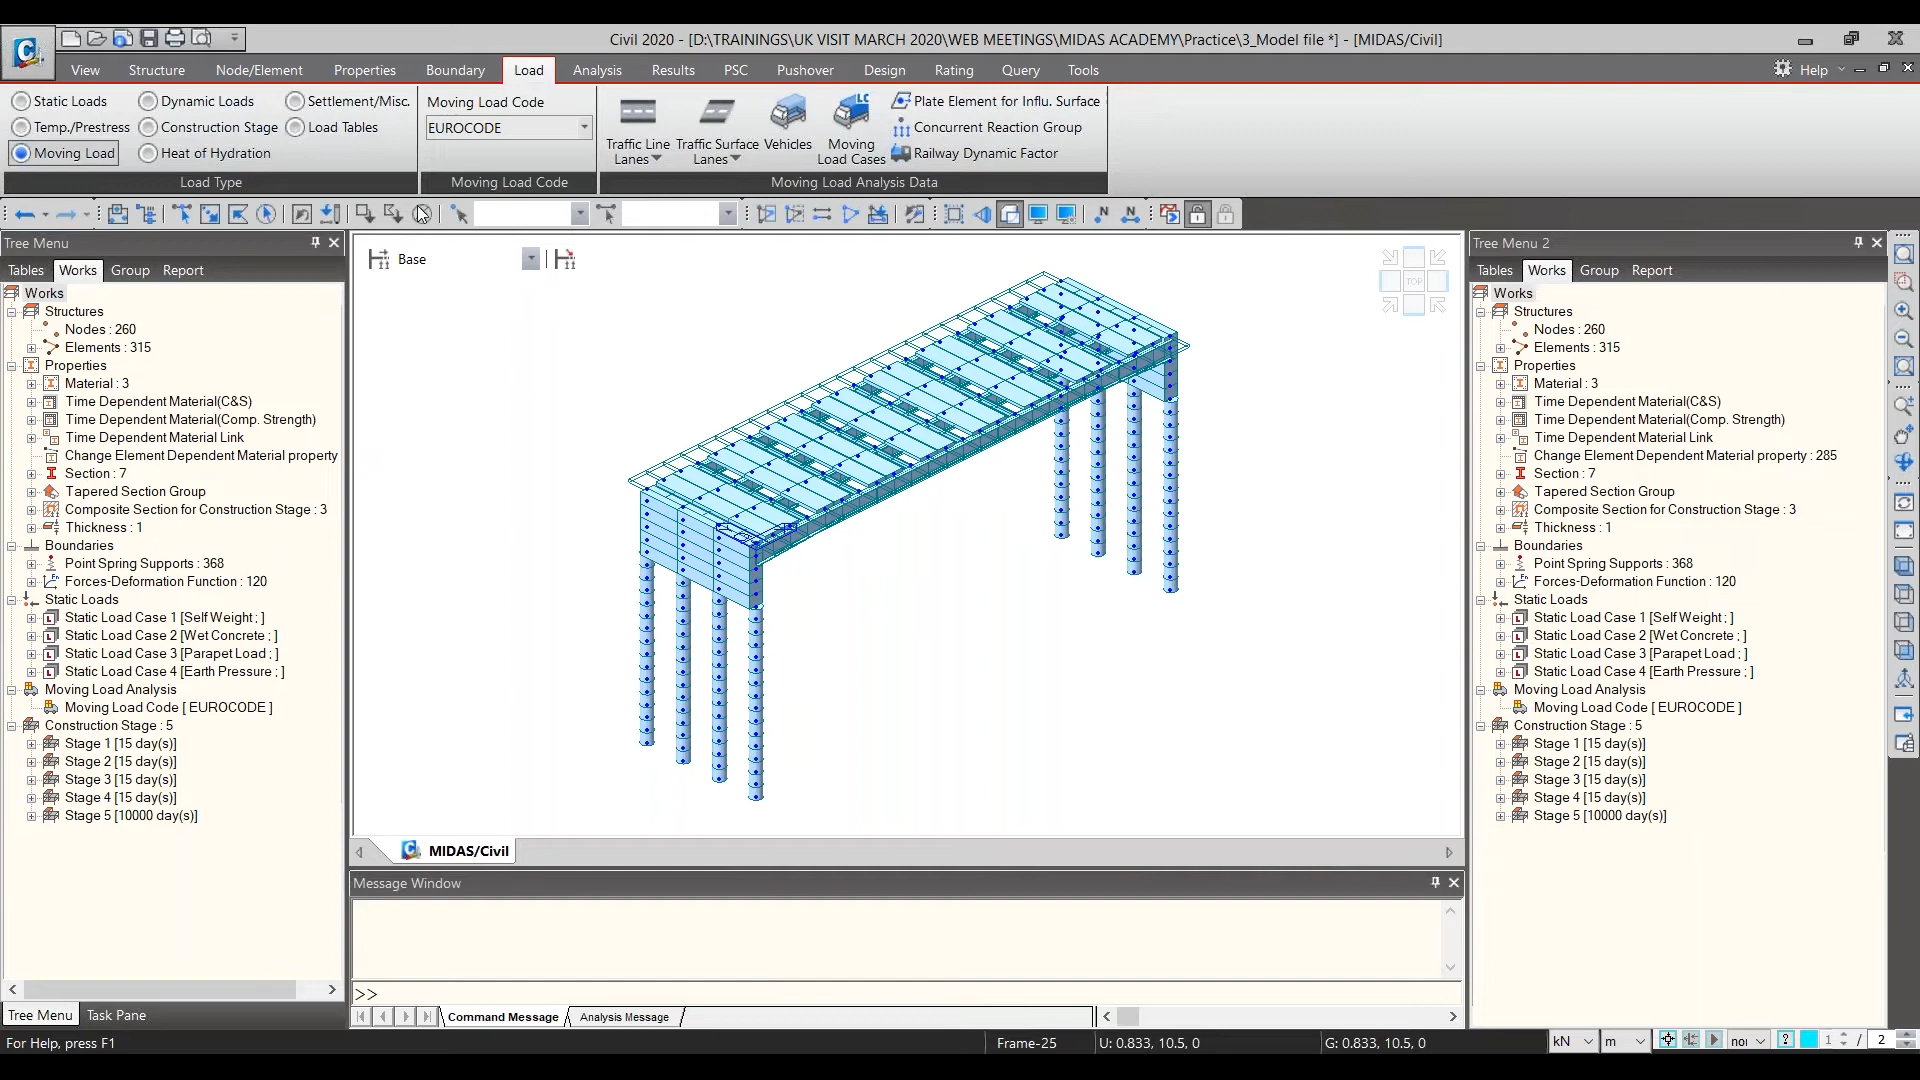 Civil 2020 - [D:\TRAININGS\UK VISIT MARCH 2020\WEB MEETINGS\MIDAS ACADEMY\Practice\3_Model file *] - [MIDAS/Civil]
View Structure Node/Element Properties Boundary Load Analysis Results PSC Pushover Design Rating Query Tools Help
Static Loads Dynamic Loads Settlement/Misc.
Temp./Prestress Construction Stage Load Tables
Moving Load Heat of Hydration
Load Type
Moving Load Code
EUROCODE
Moving Load Code
Traffic Line Lanes
Traffic Surface Lanes
Vehicles
LC
Moving Load Cases
Plate Element for Influ. Surface
Concurrent Reaction Group
Railway Dynamic Factor
Moving Load Analysis Data
Tree Menu
Tables Works Group Report
Works
Structures
Nodes : 260
Elements : 315
Properties
Material : 3
Time Dependent Material(C&S)
Time Dependent Material(Comp. Strength)
Time Dependent Material Link
Change Element Dependent Material property
Section : 7
Tapered Section Group
Composite Section for Construction Stage : 3
Thickness : 1
Boundaries
Point Spring Supports : 368
Forces-Deformation Function : 120
Static Loads
Static Load Case 1 [Self Weight ; ]
Static Load Case 2 [Wet Concrete ; ]
Static Load Case 3 [Parapet Load ; ]
Static Load Case 4 [Earth Pressure ; ]
Moving Load Analysis
Moving Load Code [ EUROCODE ]
Construction Stage : 5
Stage 1 [15 day(s)]
Stage 2 [15 day(s)]
Stage 3 [15 day(s)]
Stage 4 [15 day(s)]
Stage 5 [10000 day(s)]
Tree Menu Task Pane
Base
TOP
MIDAS/Civil
Message Window
>>
Command Message Analysis Message
Tree Menu 2
Tables Works Group Report
Works
Structures
Nodes : 260
Elements : 315
Properties
Material : 3
Time Dependent Material(C&S)
Time Dependent Material(Comp. Strength)
Time Dependent Material Link
Change Element Dependent Material property : 285
Section : 7
Tapered Section Group
Composite Section for Construction Stage : 3
Thickness : 1
Boundaries
Point Spring Supports : 368
Forces-Deformation Function : 120
Static Loads
Static Load Case 1 [Self Weight ; ]
Static Load Case 2 [Wet Concrete ; ]
Static Load Case 3 [Parapet Load ; ]
Static Load Case 4 [Earth Pressure ; ]
Moving Load Analysis
Moving Load Code [ EUROCODE ]
Construction Stage : 5
Stage 1 [15 day(s)]
Stage 2 [15 day(s)]
Stage 3 [15 day(s)]
Stage 4 [15 day(s)]
Stage 5 [10000 day(s)]
For Help, press F1 Frame-25 U: 0.833, 10.5, 0 G: 0.833, 10.5, 0 kN m 1 / 2